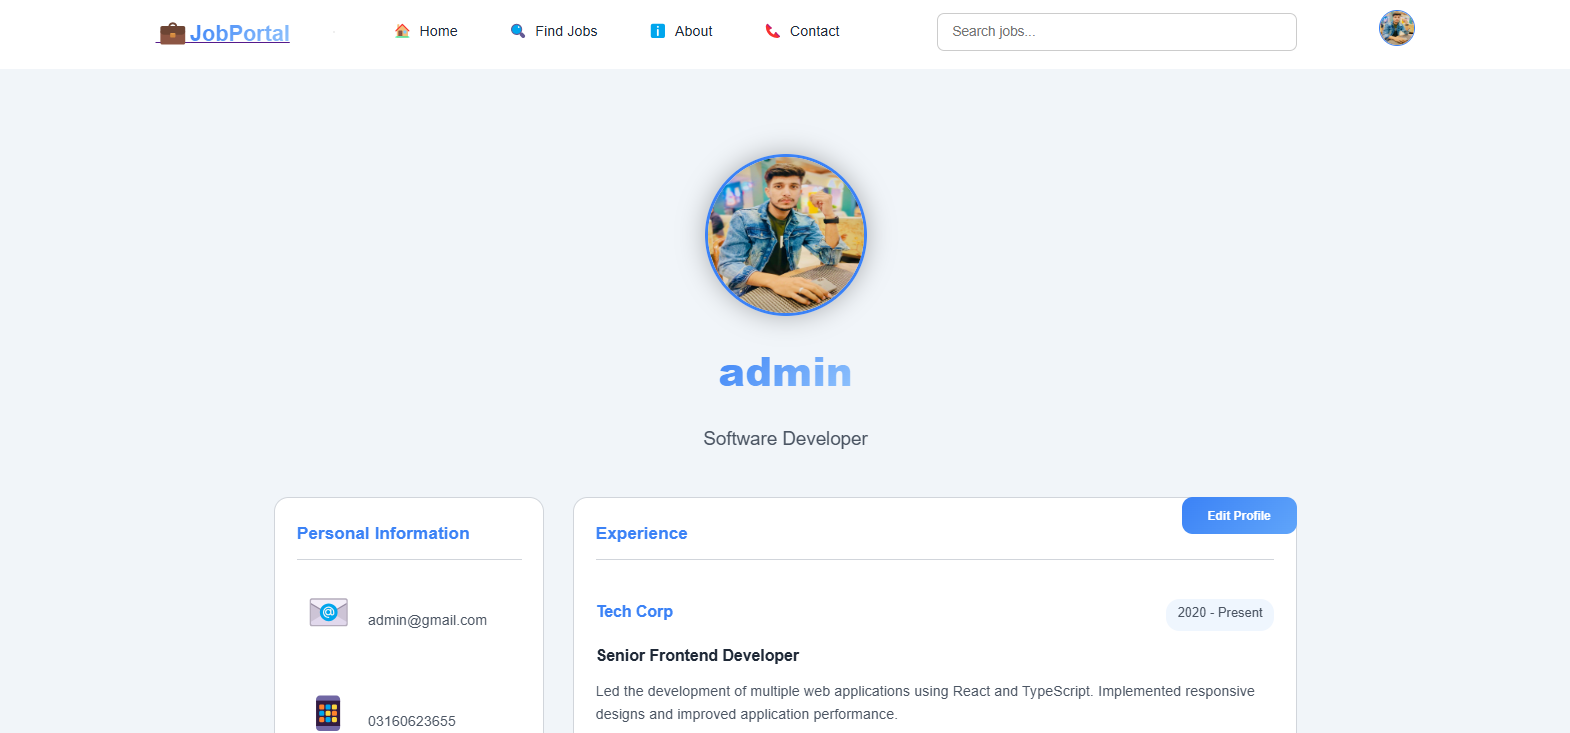 JobPortal
Home
Find Jobs
About
Contact
Search jobs...
admin
Software Developer
Personal Information
admin@gmail.com
03160623655
Experience
Edit Profile
Tech Corp
2020 - Present
Senior Frontend Developer
Led the development of multiple web applications using React and TypeScript. Implemented responsive
designs and improved application performance.